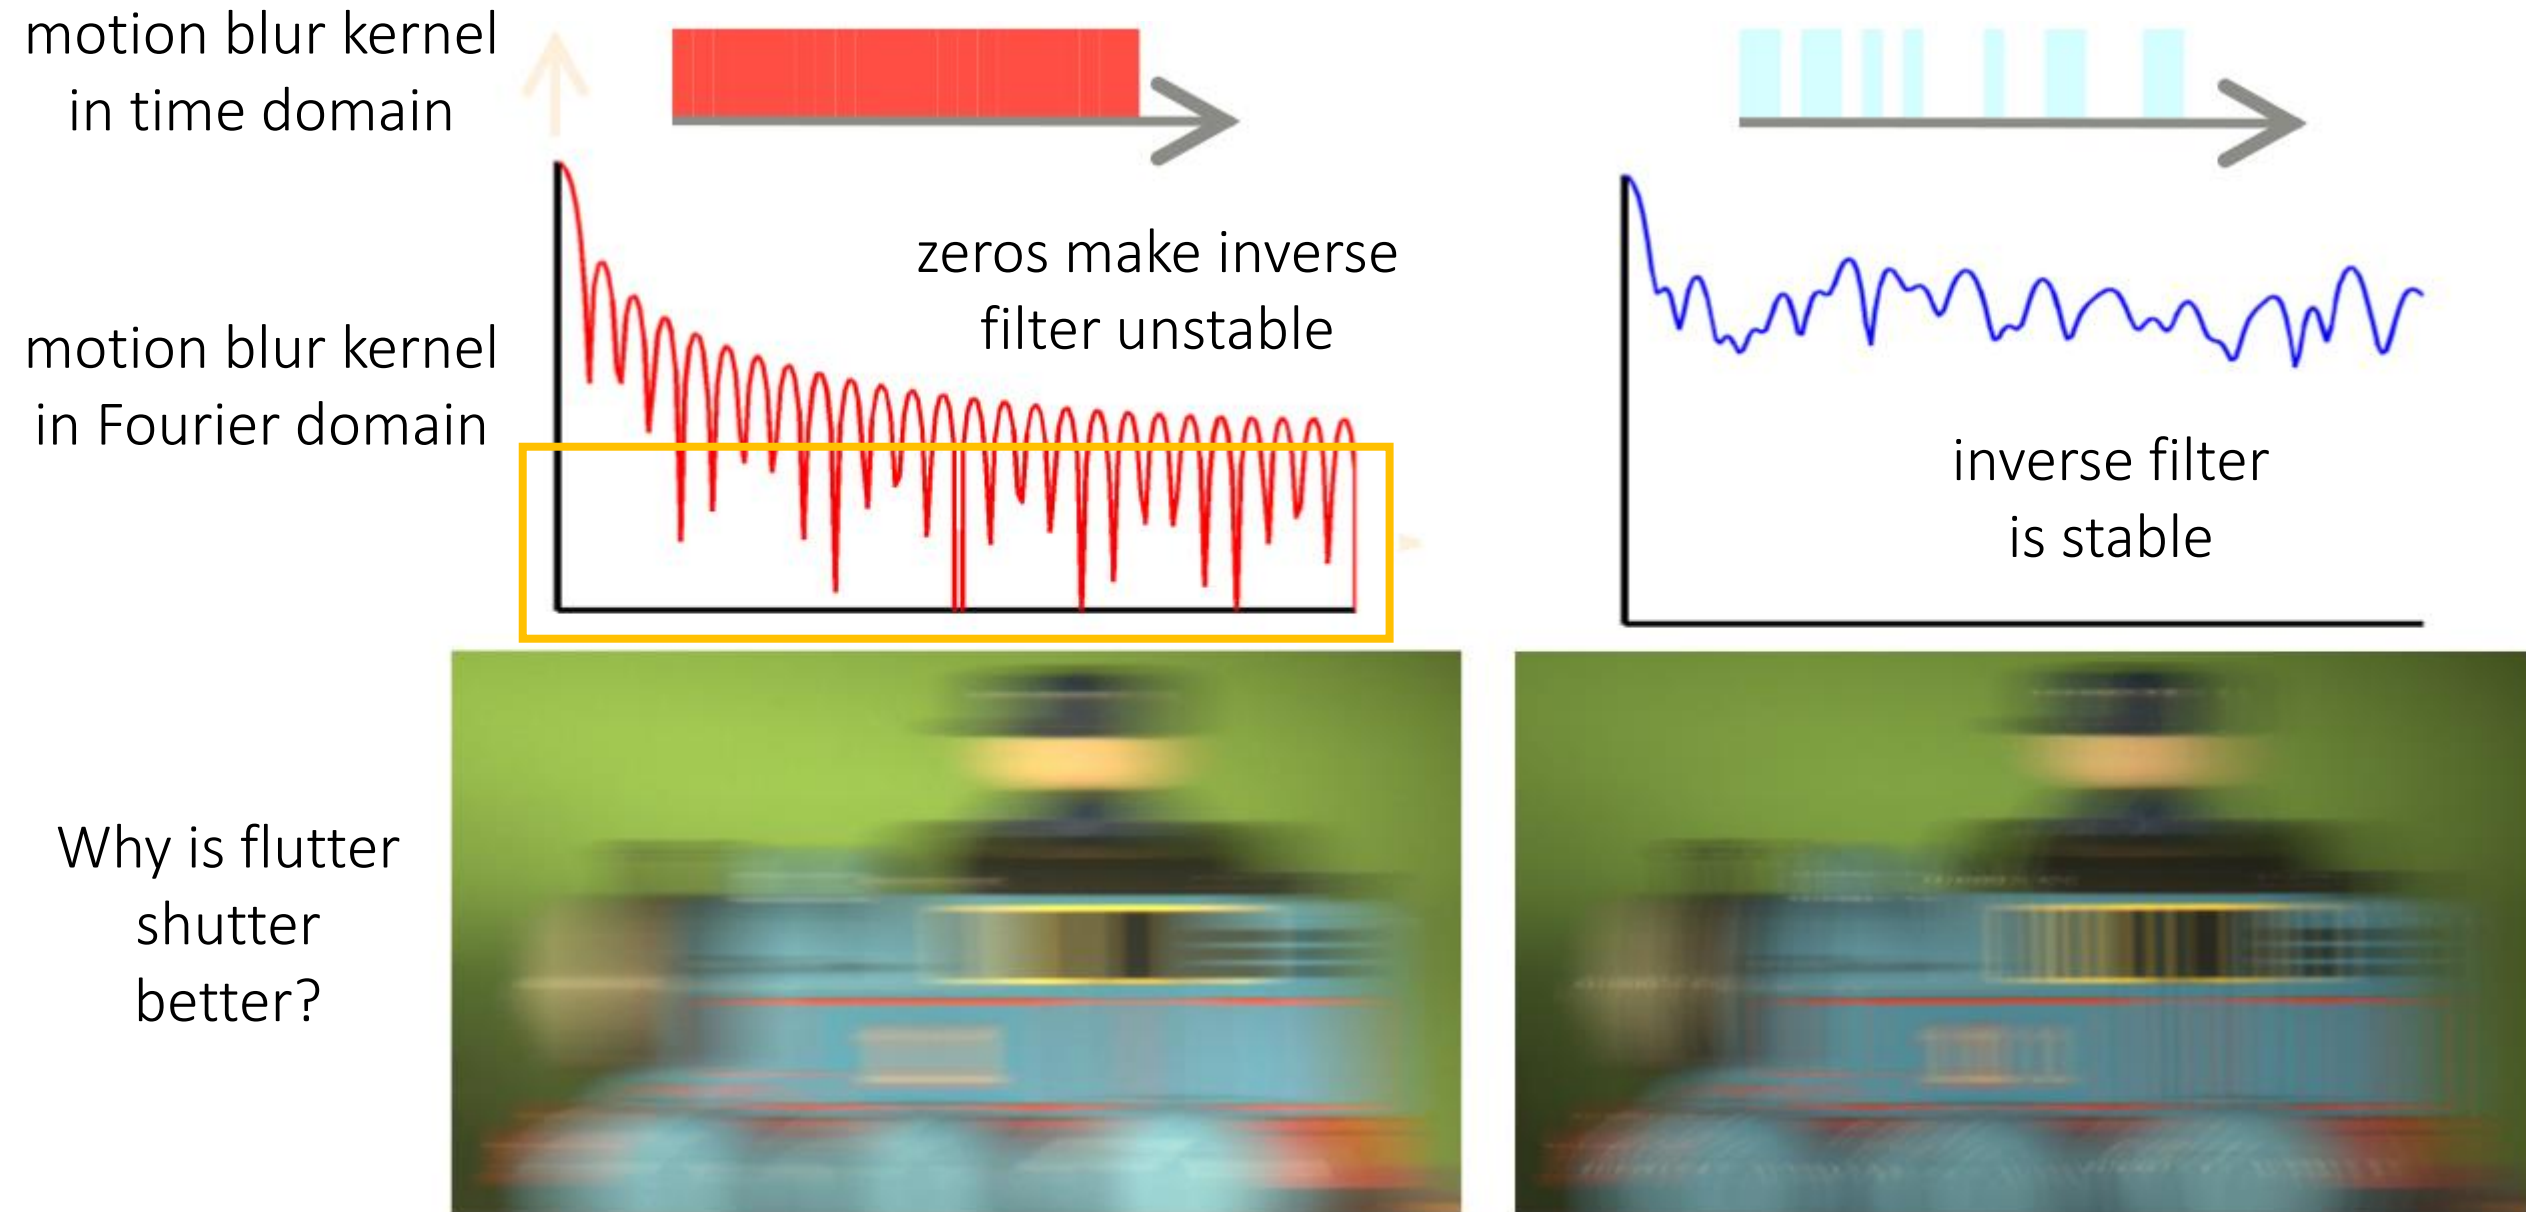 motion blur kernel
in time domain
zeros make inverse
filter unstable
motion blur kernel
in Fourier domain
inverse filter
is stable
Why is flutter
shutter
better?